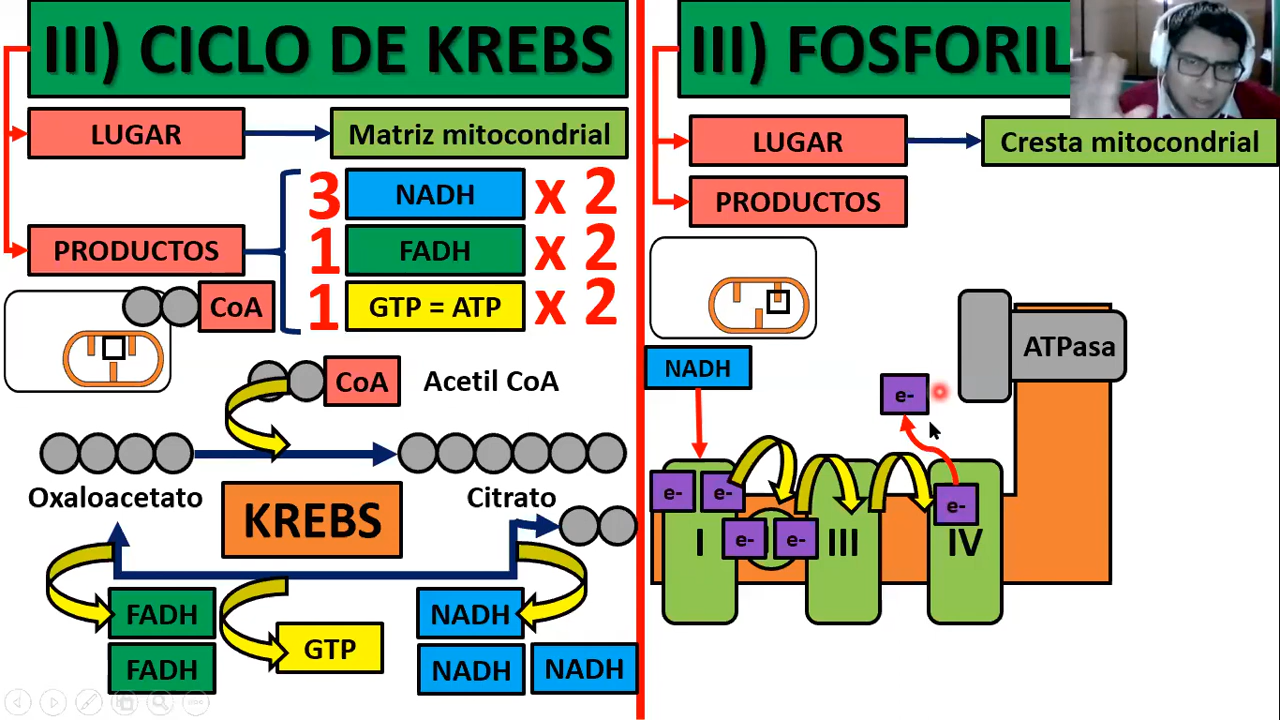 III) CICLO DE KREBS
LUGAR
Matriz mitocondrial
PRODUCTOS
3 NADH x 2
1 FADH x 2
1 GTP = ATP x 2
CoA
CoA
Acetil CoA
Oxaloacetato
Citrato
KREBS
FADH
GTP
NADH
FADH
NADH
NADH
III) FOSFORIL
LUGAR
Cresta mitocondrial
PRODUCTOS
NADH
ATPasa
e-
e-
e-
e-
e-
e-
I
III
IV